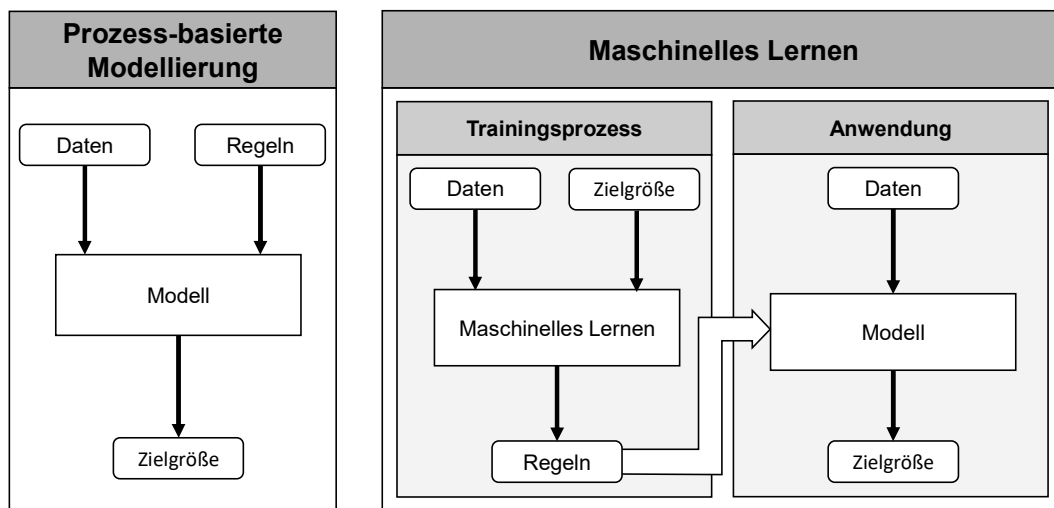 Prozess-basierte
Modellierung
Daten
Regeln
Modell
Zielgröße
Maschinelles Lernen
Trainingsprozess
Daten
Zielgröße
Maschinelles Lernen
Regeln
Anwendung
Daten
Modell
Zielgröße